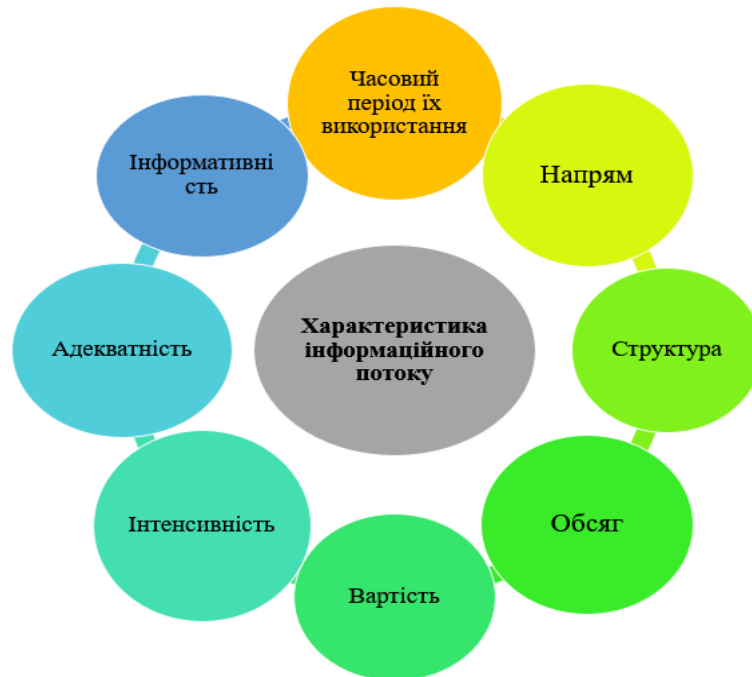 Часовий
період їх
використання
Напрям
Структура
Обсяг
Вартість
Інтенсивність
Адекватність
Інформативні
сть
Характеристика
інформаційного
потоку